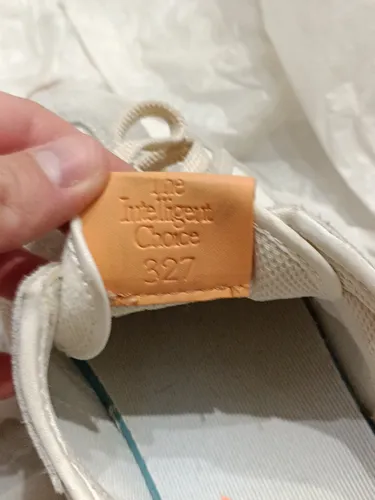 The
Intelligent
Choice
327